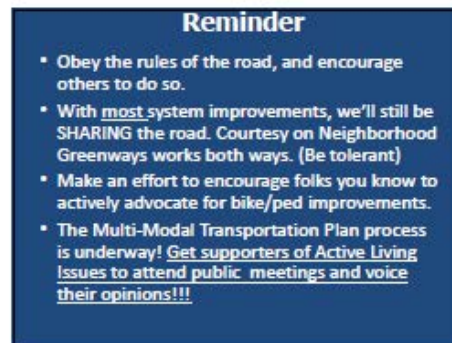 Reminder
• Obey the rules of the road, and encourage
others to do so.
• With most system improvements, we'll still be
SHARING the road. Courtesy on Neighborhood
Greenways works both ways. (Be tolerant)
• Make an effort to encourage folks you know to
actively advocate for bike/ped improvements.
• The Multi-Modal Transportation Plan process
is underway! Get supporters of Active Living
Issues to attend public meetings and voice
their opinions!!!